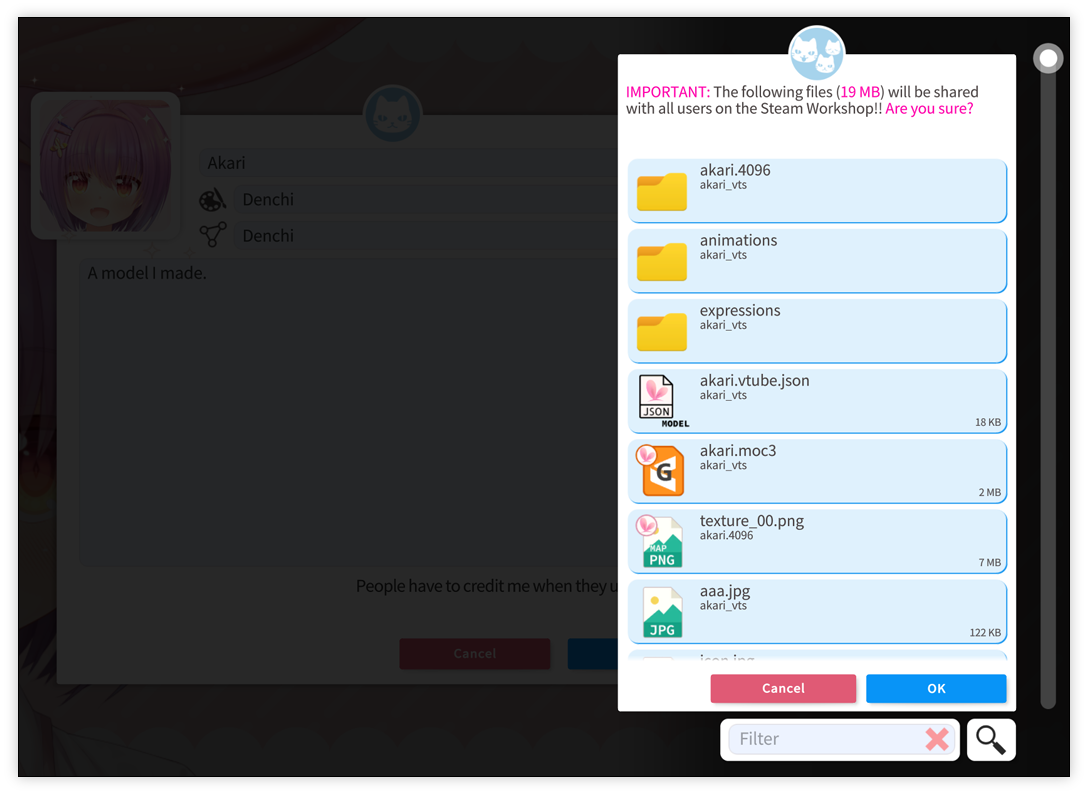 Akari
Denchi
Denchi
A model I made.
People have to credit me when they u
Cancel
IMPORTANT: The following files (19 MB) will be shared
with all users on the Steam Workshop!! Are you sure?
akari.4096
akari_vts
animations
akari_vts
expressions
akari_vts
akari.vtube.json
akari_vts
JSON
MODEL
18 KB
akari.moc3
akari_vts
G
2 MB
texture_00.png
akari.4096
MAP
PNG
7 MB
aaa.jpg
akari_vts
JPG
122 KB
Cancel
OK
Filter